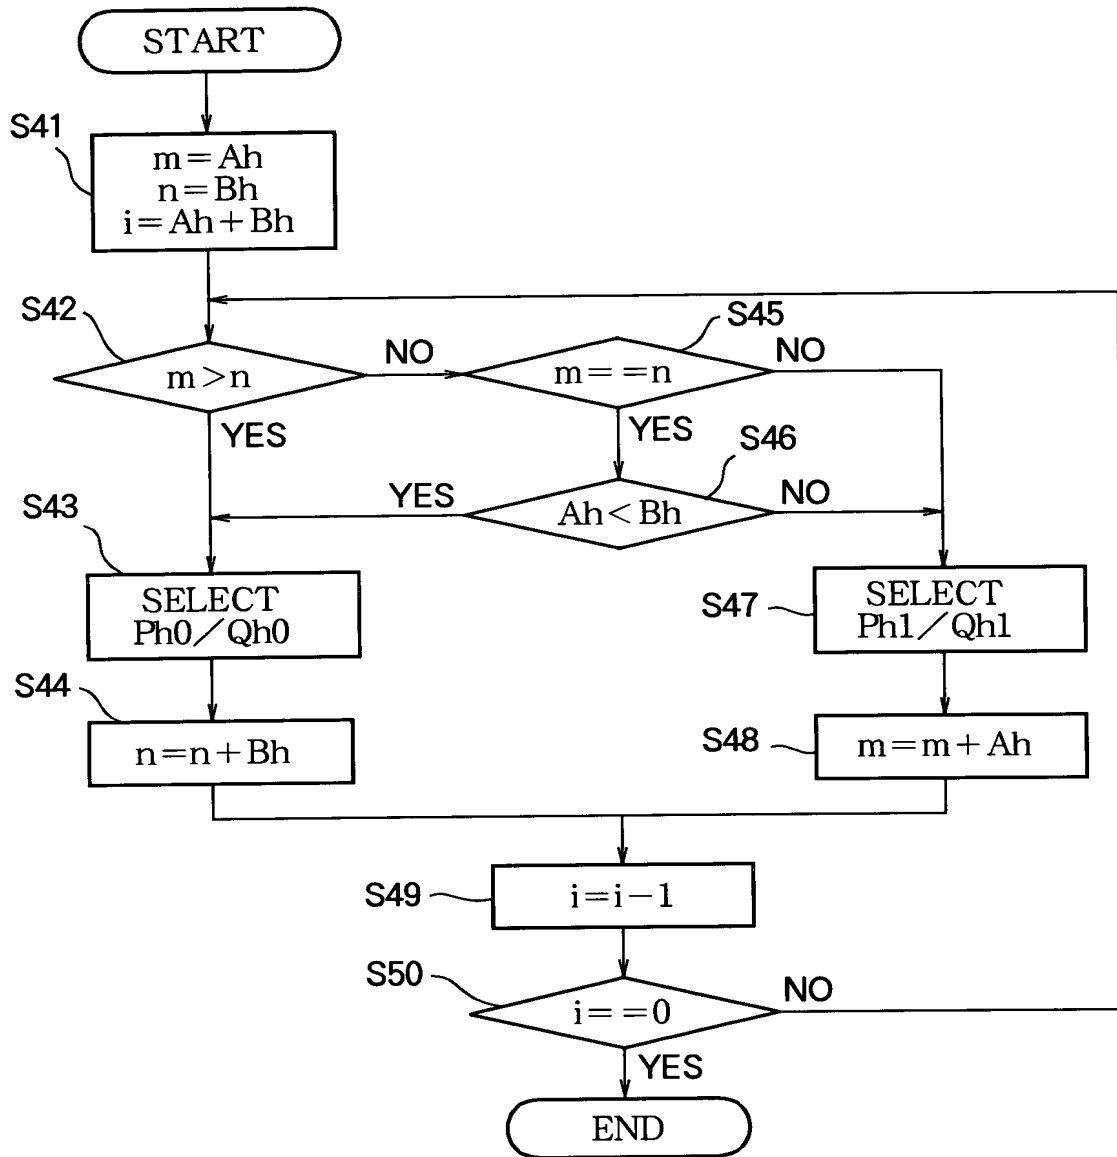 START
S41
m=Ah
n=Bh
i=Ah+Bh
S42
m>n
NO
YES
S45
m==n
NO
YES
S46
Ah<Bh
YES
NO
S43
SELECT
Ph0/Qh0
S47
SELECT
Ph1/Qh1
S44
n=n+Bh
S48
m=m+Ah
S49
i=i-1
S50
i==0
NO
YES
END